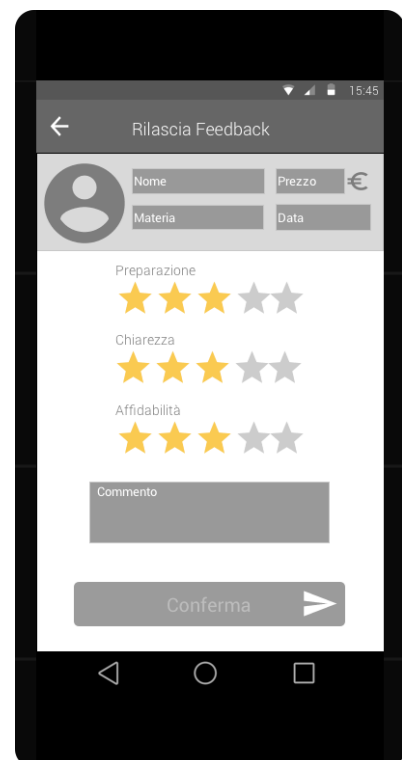 15:45
Rilascia Feedback
Nome
Prezzo €
Materia
Data
Preparazione
Chiarezza
Affidabilità
Commento
Conferma